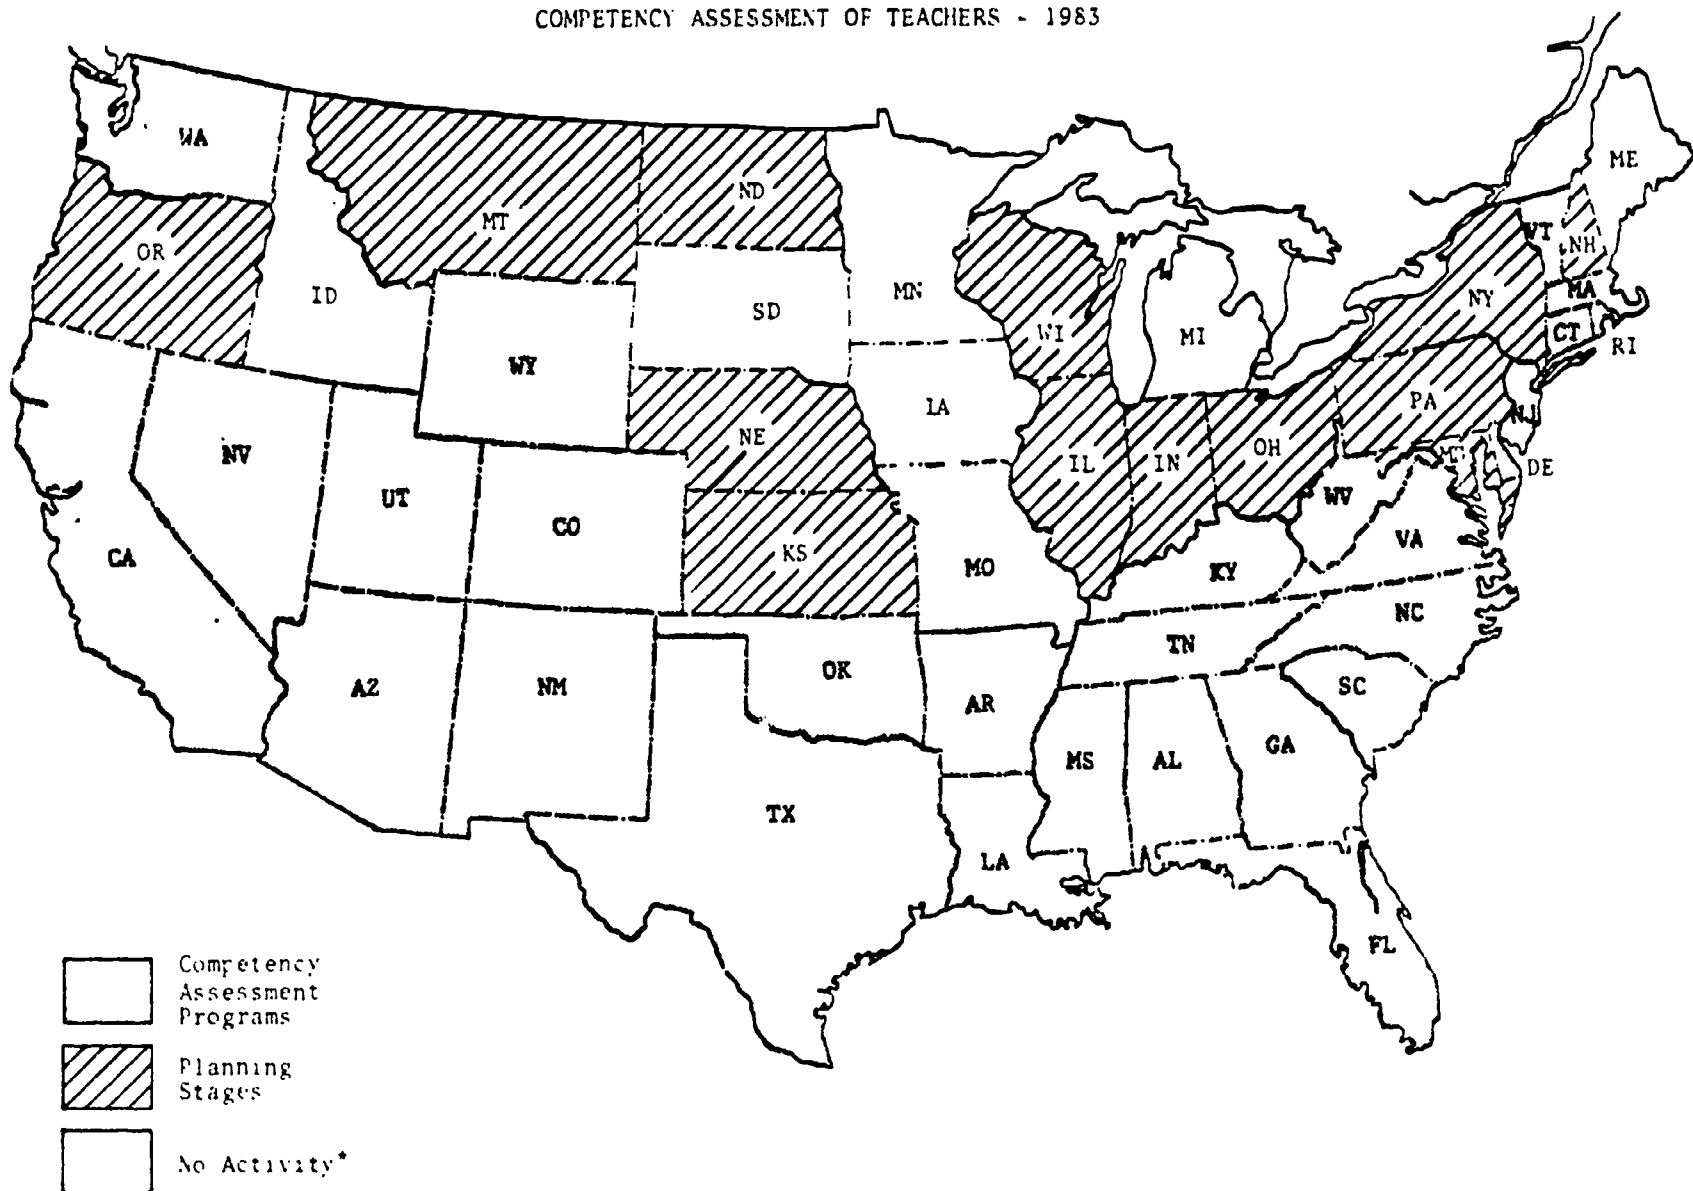 COMPETENCY ASSESSMENT OF TEACHERS - 1983
WA
ME
MT
ND
OR
VT
NH
ID
SD
MN
NY
MA
WI
MI
CT
RI
WY
IA
PA
NJ
NV
NE
IL
IN
OH
DE
UT
CO
WV
CA
KS
MO
KY
VA
NC
TN
AZ
NM
OK
AR
SC
MS
AL
GA
TX
LA
FL
Competency
Assessment
Programs
Planning
Stages
No Activity*